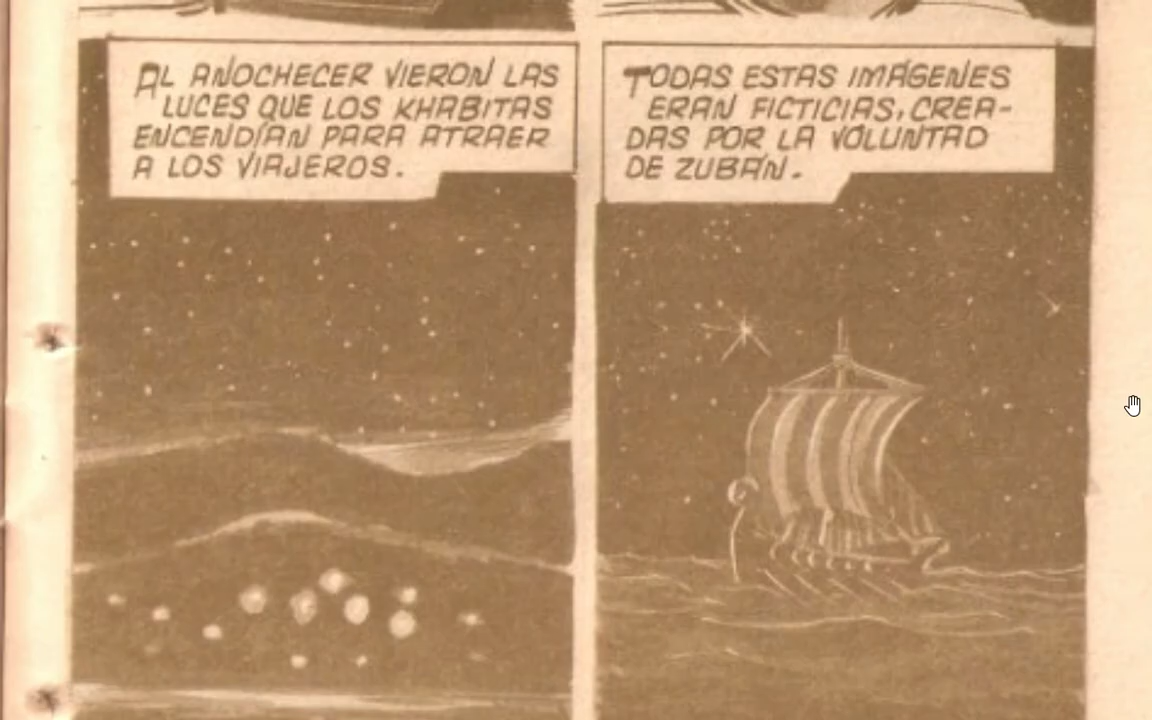 AL ANOCHECER VIERON LAS
LUCES QUE LOS KHABITAS
ENCENDÍAN PARA ATRAER
A LOS VIAJEROS.
TODAS ESTAS IMÁGENES
ERAN FICTICIAS, CREA-
DAS POR LA VOLUNTAD
DE ZUBÁN.